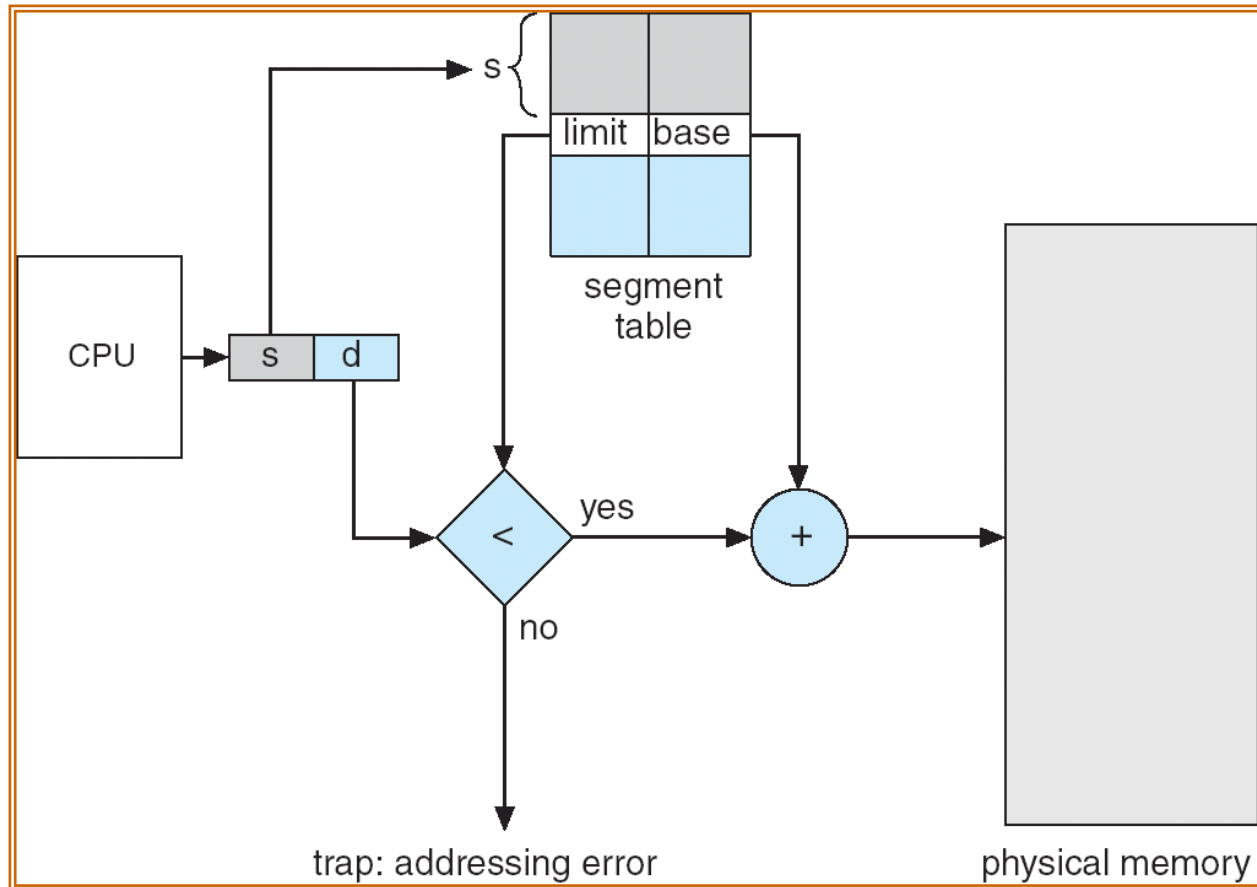 s
limit base
segment
table
CPU
s d
yes
<
+
no
trap: addressing error
physical memory